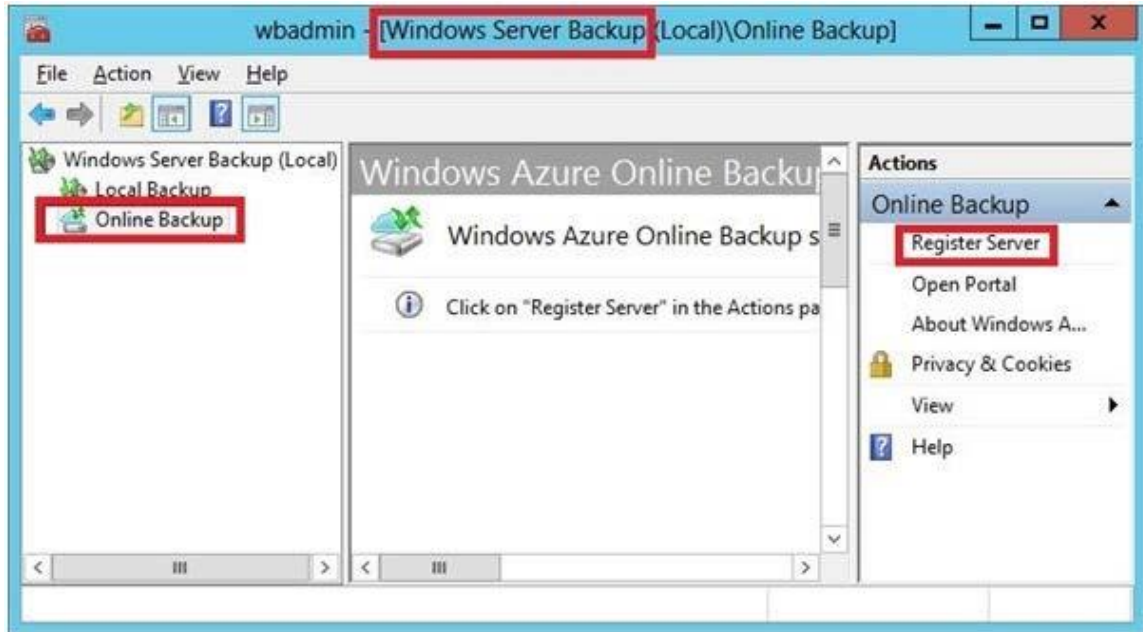 wbadmin - [Windows Server Backup (Local)\Online Backup]
File Action View Help
Windows Server Backup (Local)
Local Backup
Online Backup
Windows Azure Online Backup
Windows Azure Online Backup s
Click on "Register Server" in the Actions pa
Actions
Online Backup
Register Server
Open Portal
About Windows A...
Privacy & Cookies
View
Help